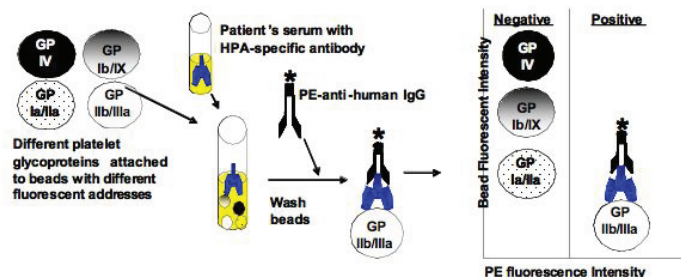 GP
IV
GP
Ib/IX
GP
Ia/IIa
GP
IIb/IIIa
Different platelet
glycoproteins attached
to beads with different
fluorescent addresses
Patient's serum with
HPA-specific antibody
*
PE-anti-human IgG
Wash
beads
*
GP
IIb/IIIa
Negative
Positive
Bead Fluorescent Intensity
GP
IV
GP
Ib/IX
GP
Ia/IIa
*
GP
IIb/IIIa
PE fluorescence Intensity